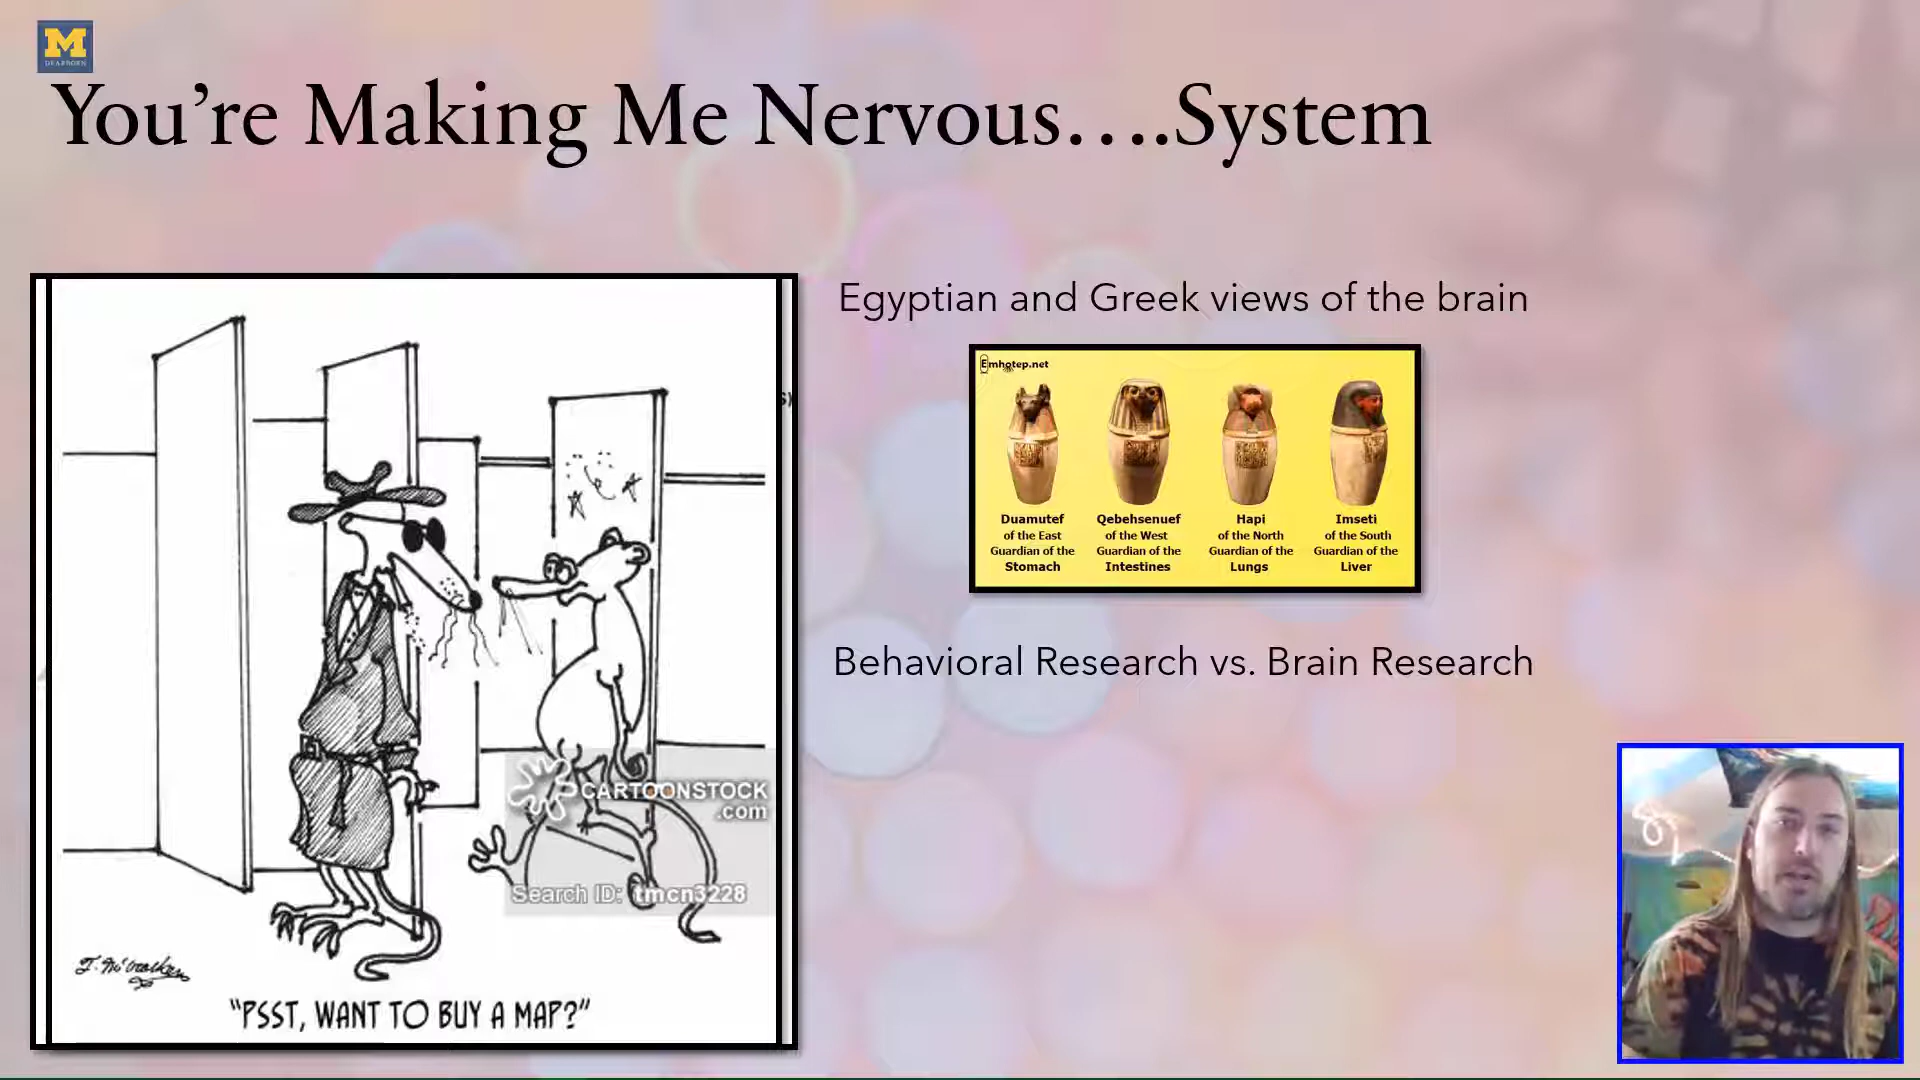 M
DEARBORN
You're Making Me Nervous….System
Egyptian and Greek views of the brain
Emhotep.net
Duamutef
of the East
Guardian of the
Stomach
Qebehsenuef
of the West
Guardian of the
Intestines
Hapi
of the North
Guardian of the
Lungs
Imseti
of the South
Guardian of the
Liver
Behavioral Research vs. Brain Research
s)
CARTOONSTOCK
.com
Search ID: tmcn3228
"PSST, WANT TO BUY A MAP?"